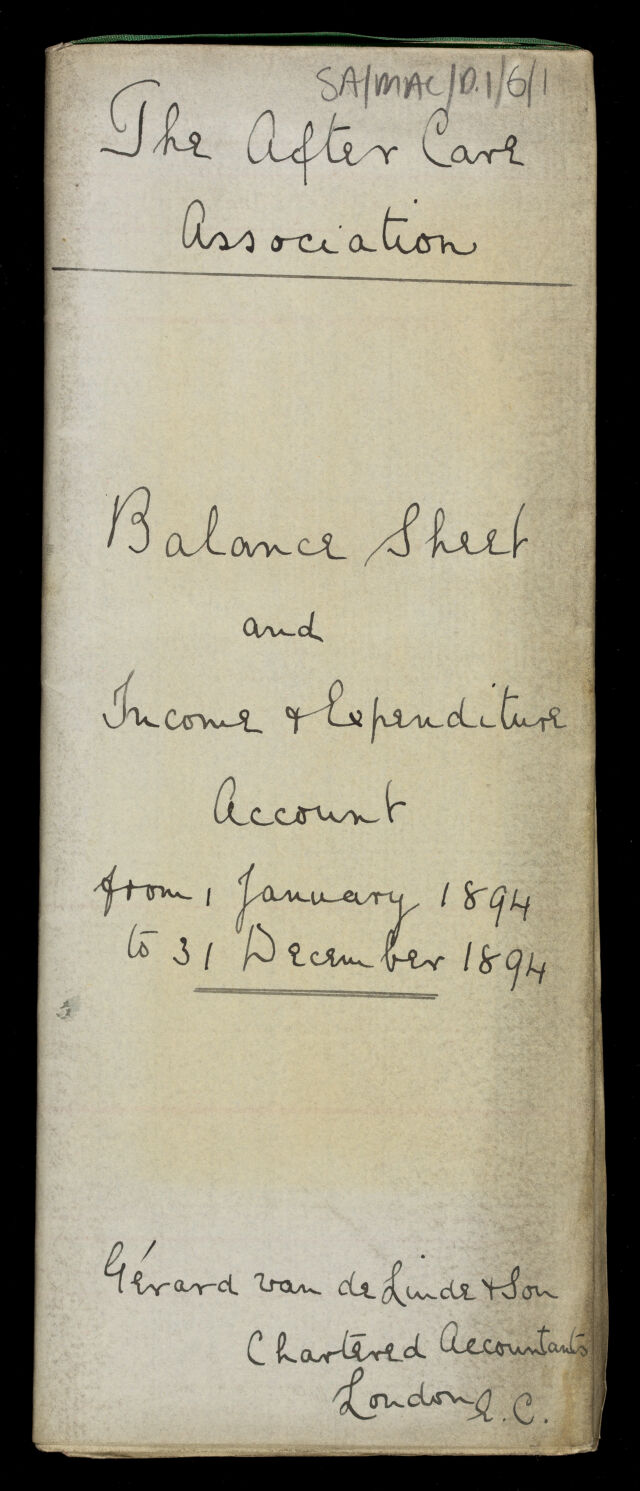 SA/MAC/D.1/6/1
The After Care
Association
Balance Sheet
and
Income & Expenditure
Account
from 1 January 1894
to 31 December 1894
Gérard van de Linde & Son
Chartered Accountants
London E.C.